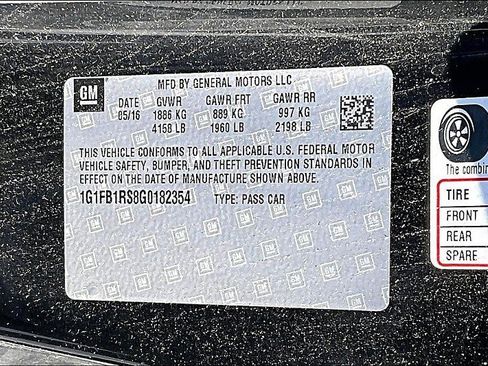 GM
MFD BY GENERAL MOTORS LLC
DATE GVWR GAWR FRT GAWR RR
05/16 1886 KG 889 KG 997 KG
4158 LB 1960 LB 2198 LB
THIS VEHICLE CONFORMS TO ALL APPLICABLE U.S. FEDERAL MOTOR
VEHICLE SAFETY, BUMPER, AND THEFT PREVENTION STANDARDS IN
EFFECT ON THE DATE OF MANUFACTURE SHOWN ABOVE.
1G1FB1RS8G0182354 TYPE: PASS CAR
The combin
TIRE
FRONT
REAR
SPARE